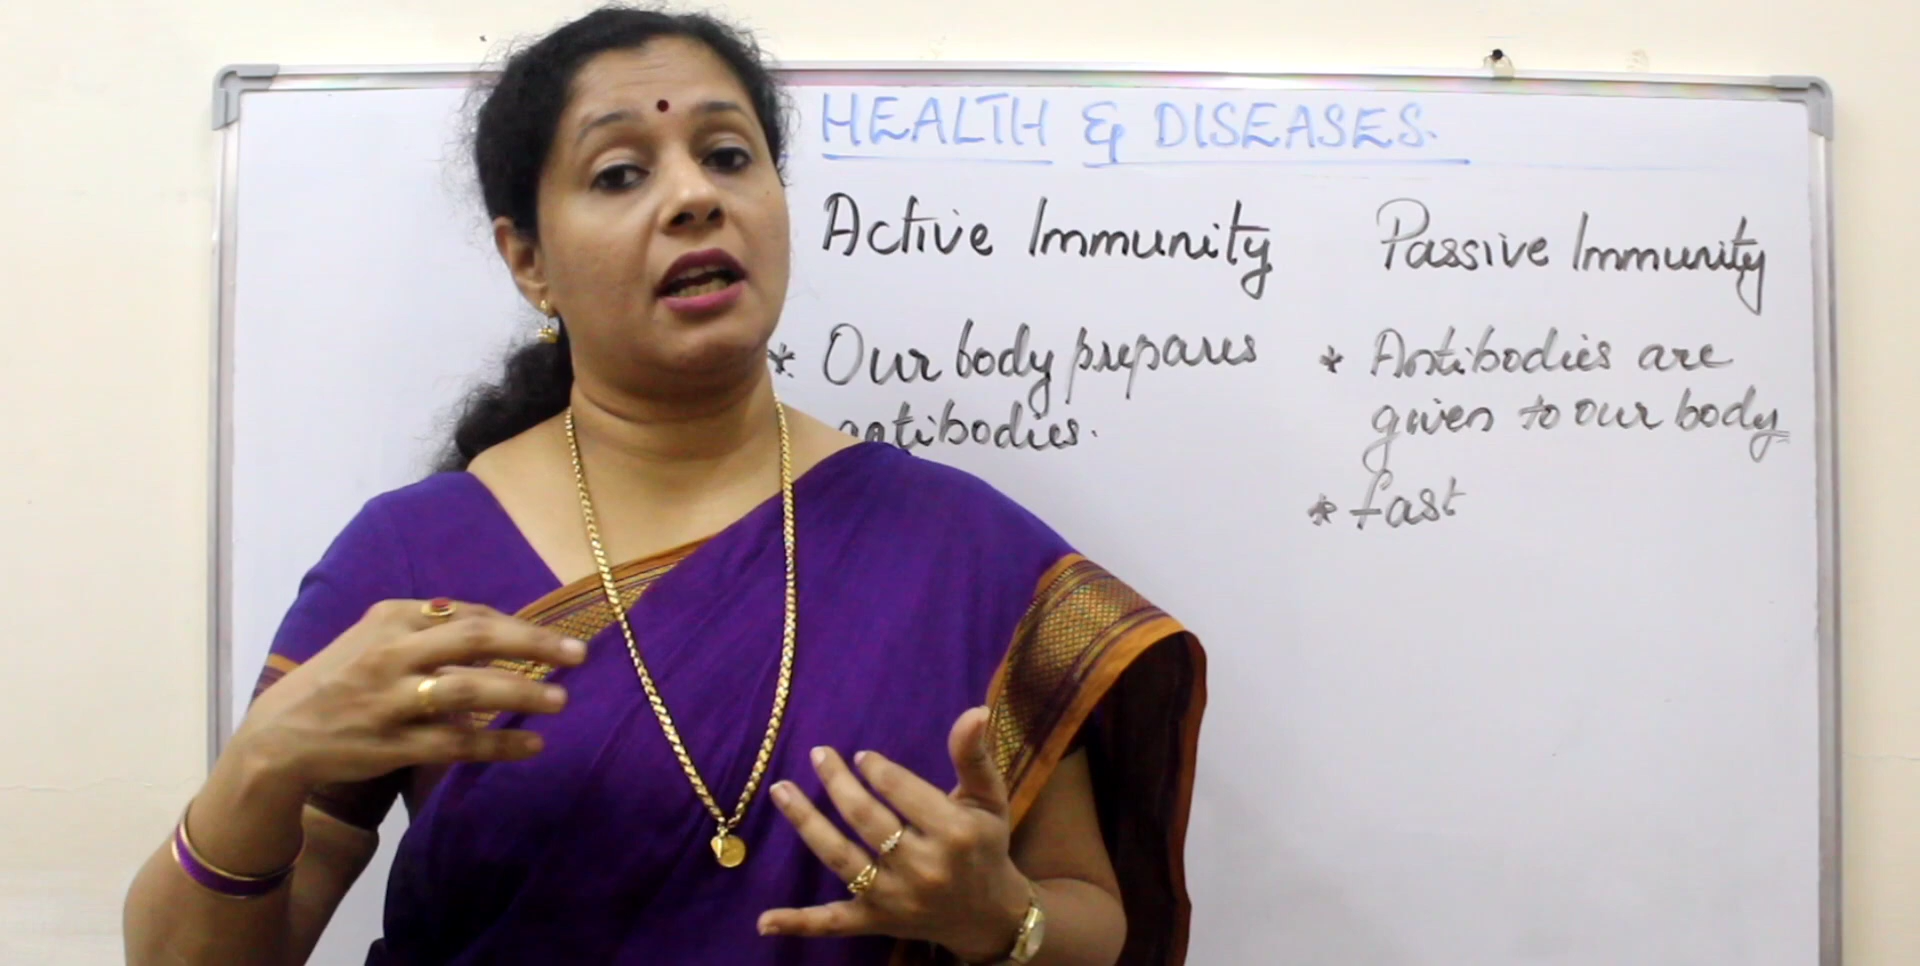 HEALTH & DISEASES.
Active Immunity
* Our body prepares
antibodies.
Passive Immunity
* Antibodies are
given to our body
* fast